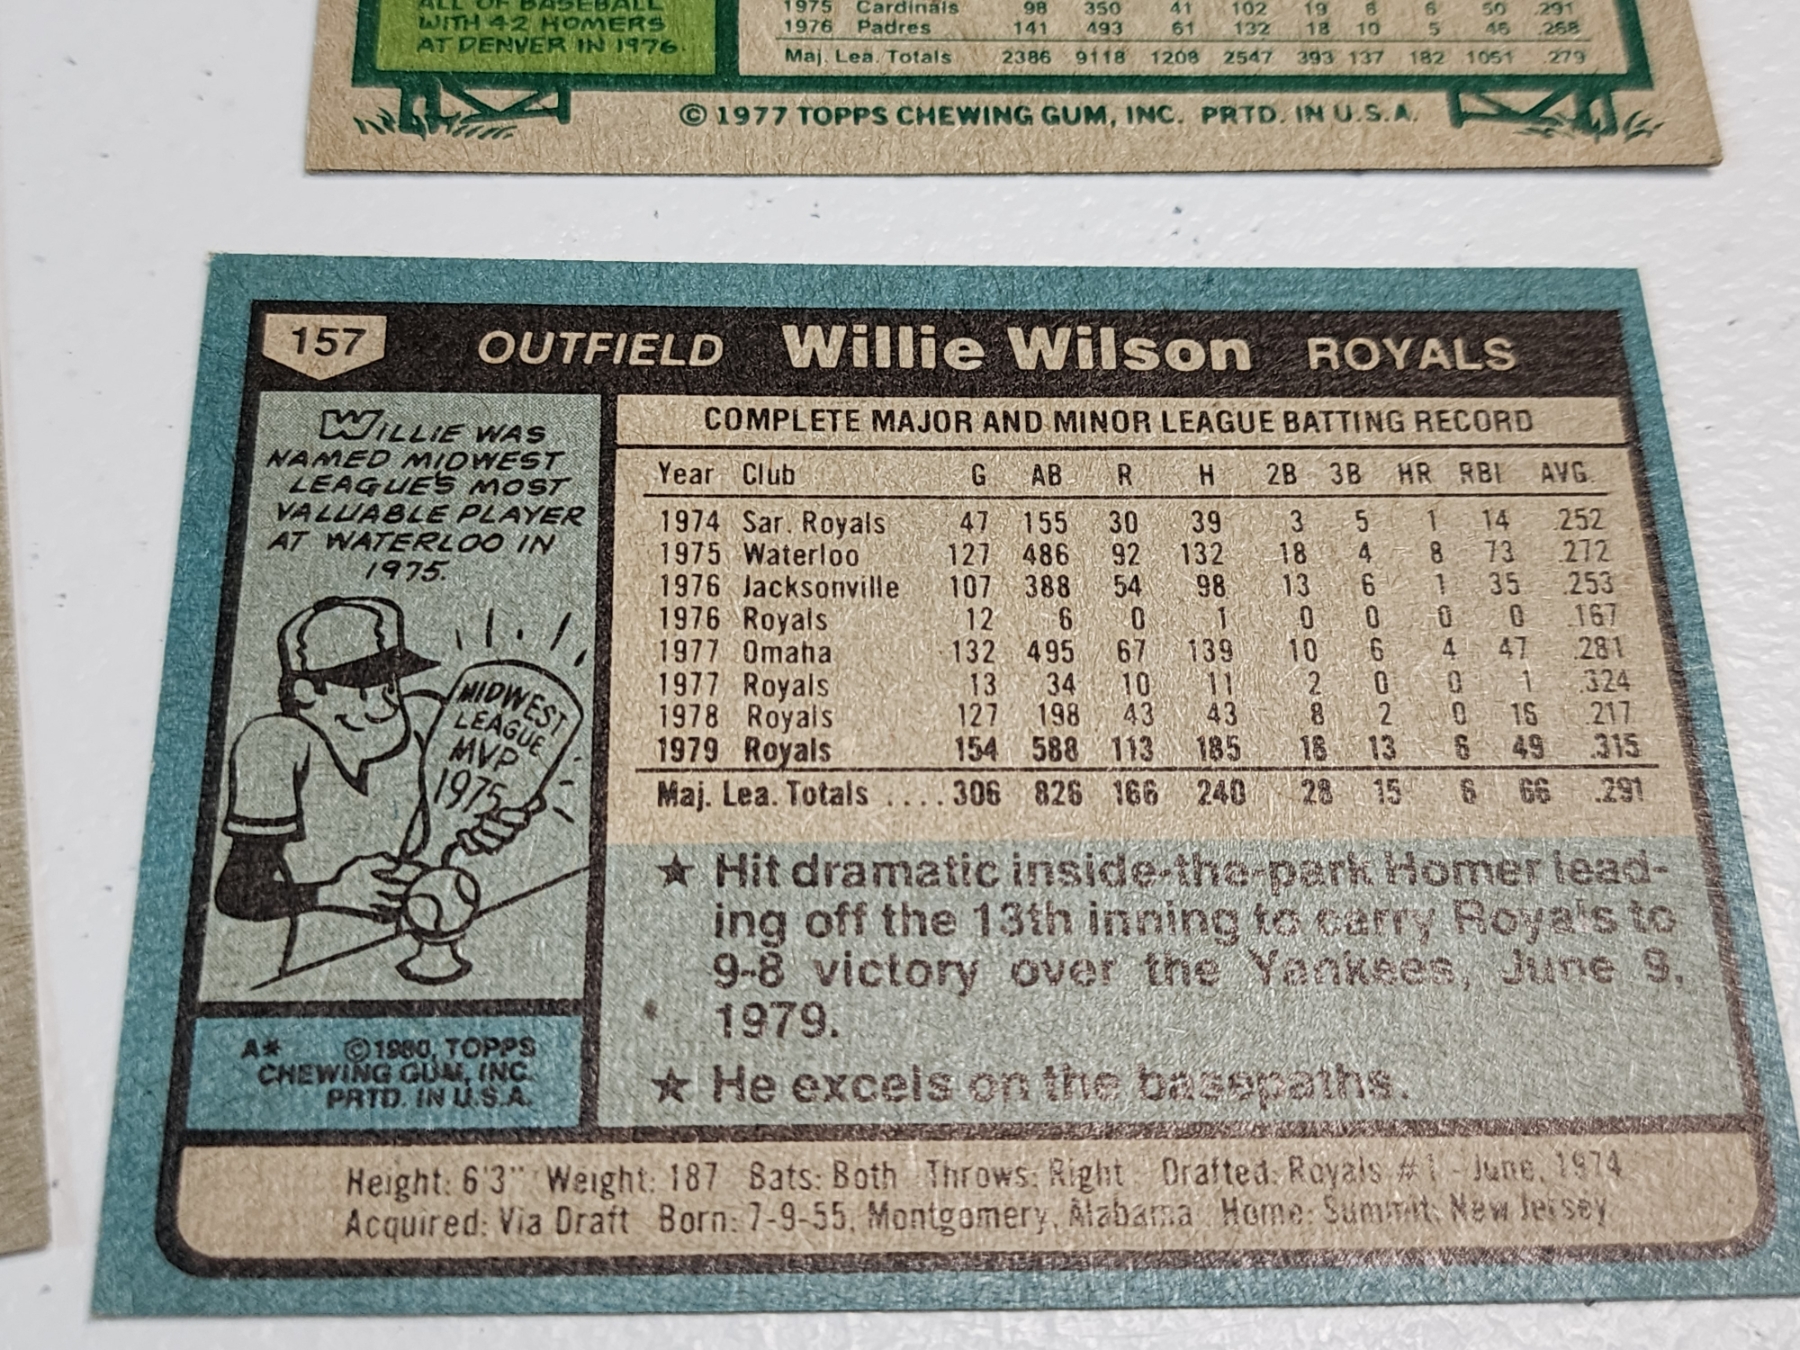 ALL OF BASEBALL
WITH 42 HOMERS
AT DENVER IN 1976.
1975 Cardinals 98 350 41 102 19 6 6 50 .291
1976 Padres 141 493 61 132 18 10 5 46 .268
Maj. Lea. Totals 2386 9118 1208 2547 393 137 182 1051 .279
© 1977 TOPPS CHEWING GUM, INC. PRTD. IN U.S.A.
157 OUTFIELD Willie Wilson ROYALS
WILLIE WAS
NAMED MIDWEST
LEAGUE'S MOST
VALUABLE PLAYER
AT WATERLOO IN
1975.
MIDWEST
LEAGUE
MVP
1975
A* ©1980, TOPPS
CHEWING GUM, INC.
PRTD. IN U.S.A.
COMPLETE MAJOR AND MINOR LEAGUE BATTING RECORD
Year Club G AB R H 2B 3B HR RBI AVG.
1974 Sar. Royals 47 155 30 39 3 5 1 14 .252
1975 Waterloo 127 486 92 132 18 4 8 73 .272
1976 Jacksonville 107 388 54 98 13 6 1 35 .253
1976 Royals 12 6 0 1 0 0 0 0 .167
1977 Omaha 132 495 67 139 10 6 4 47 .281
1977 Royals 13 34 10 11 2 0 0 1 .324
1978 Royals 127 198 43 43 8 2 0 16 .217
1979 Royals 154 588 113 185 18 13 6 49 .315
Maj. Lea. Totals .... 306 826 166 240 28 15 6 66 .291
★ Hit dramatic inside-the-park Homer lead-
ing off the 13th inning to carry Royals to
9-8 victory over the Yankees, June 9,
1979.
★ He excels on the basepaths.
Height: 6'3" Weight: 187 Bats: Both Throws: Right Drafted: Royals #1 - June, 1974
Acquired: Via Draft Born: 7-9-55, Montgomery, Alabama Home: Summit, New Jersey